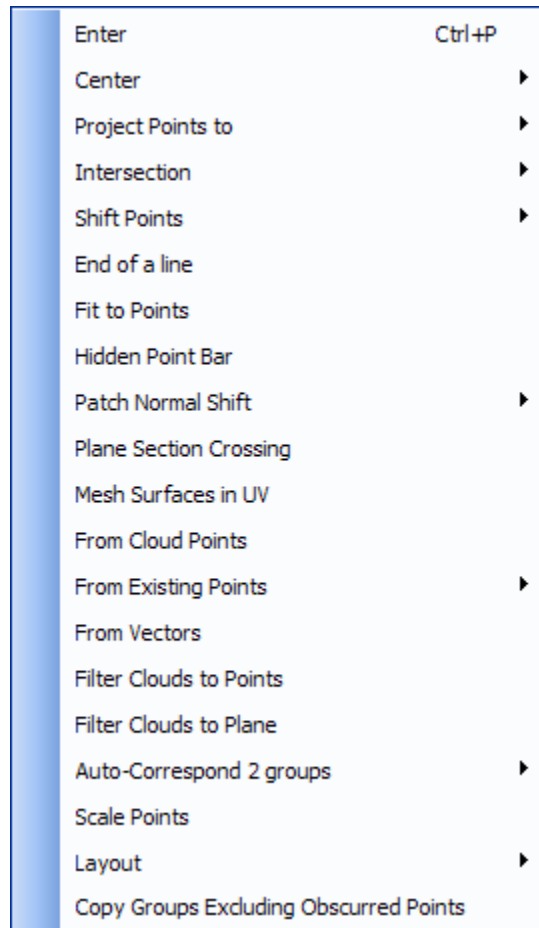 Enter Ctrl+P
Center
Project Points to
Intersection
Shift Points
End of a line
Fit to Points
Hidden Point Bar
Patch Normal Shift
Plane Section Crossing
Mesh Surfaces in UV
From Cloud Points
From Existing Points
From Vectors
Filter Clouds to Points
Filter Clouds to Plane
Auto-Correspond 2 groups
Scale Points
Layout
Copy Groups Excluding Obscurred Points